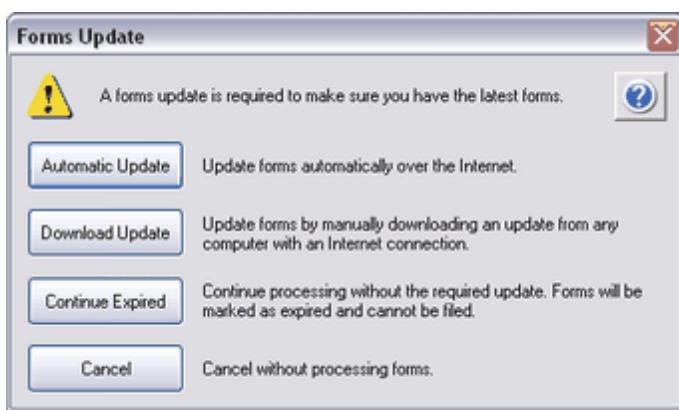 Forms Update
A forms update is required to make sure you have the latest forms.
Automatic Update
Update forms automatically over the Internet.
Download Update
Update forms by manually downloading an update from any
computer with an Internet connection.
Continue Expired
Continue processing without the required update. Forms will be
marked as expired and cannot be filed.
Cancel
Cancel without processing forms.